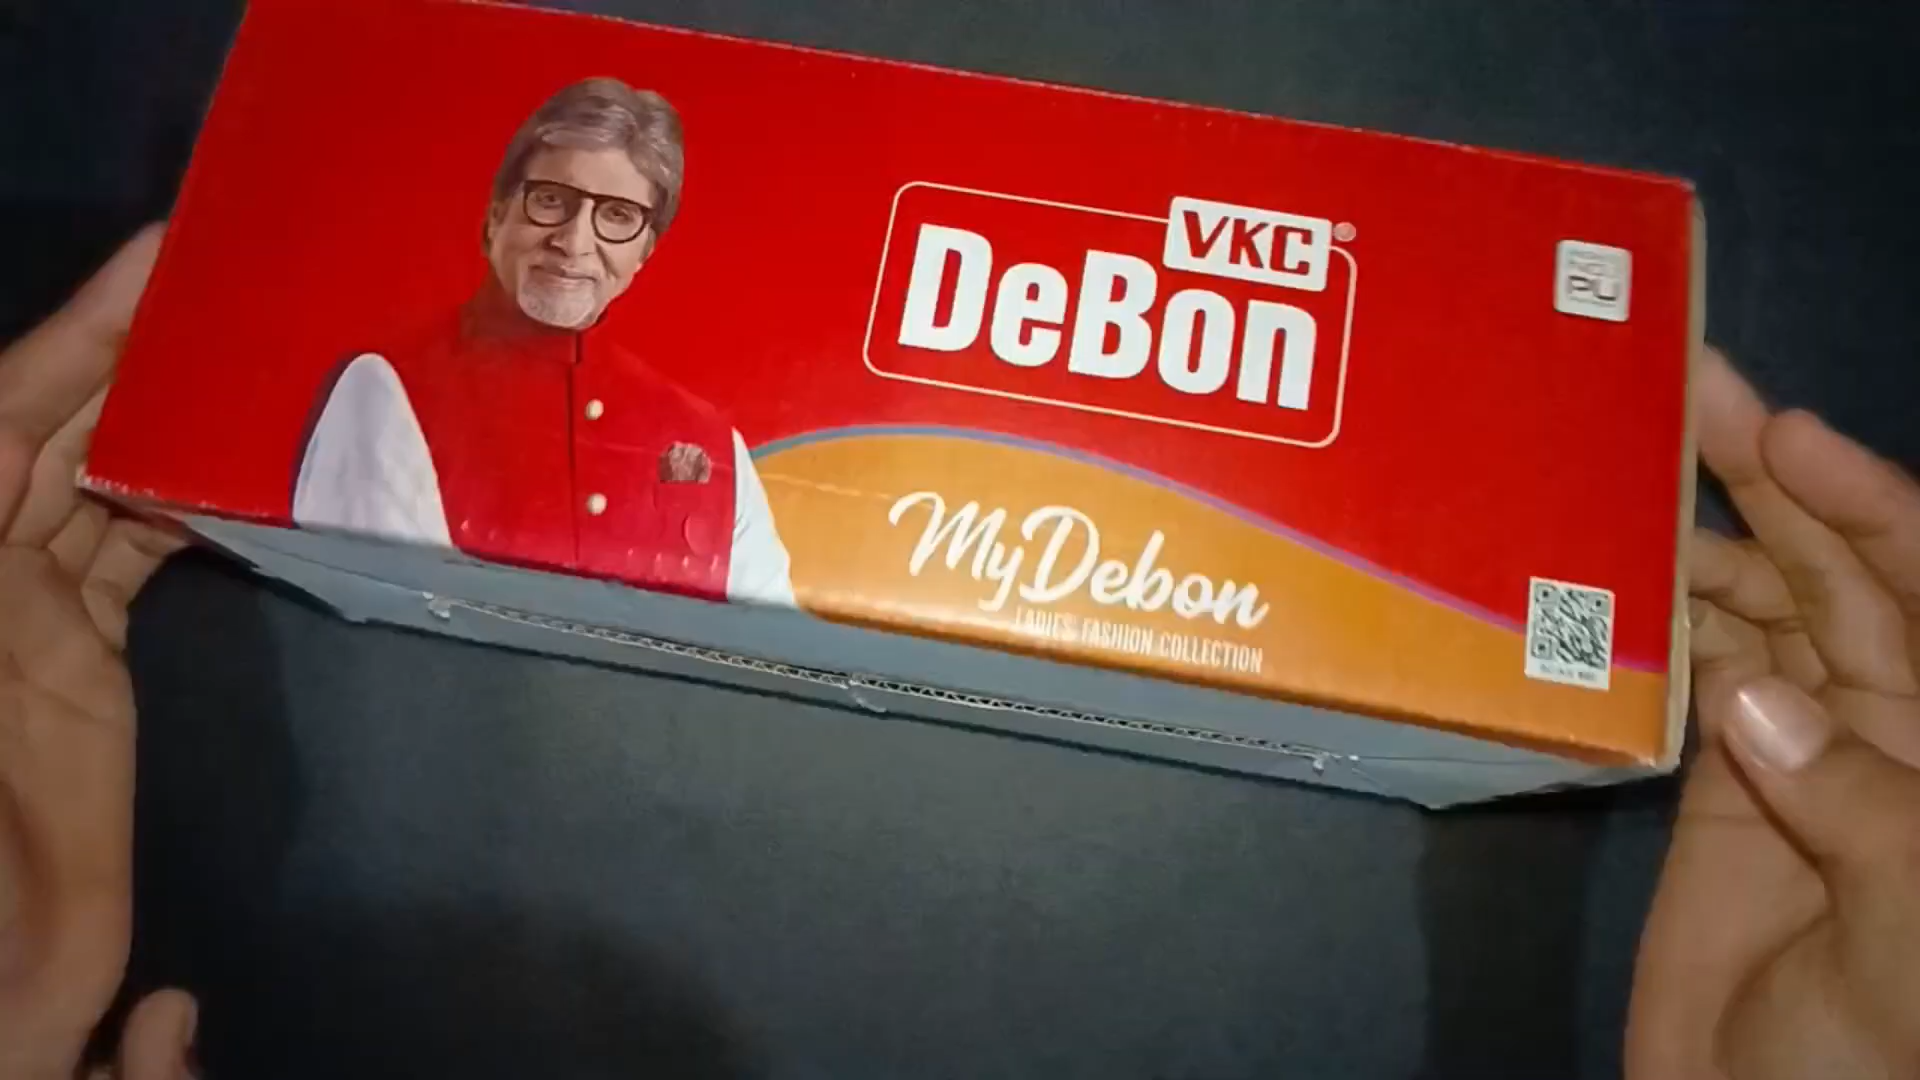 VKC
DeBon
PU
MyDebon
LADIES' FASHION COLLECTION